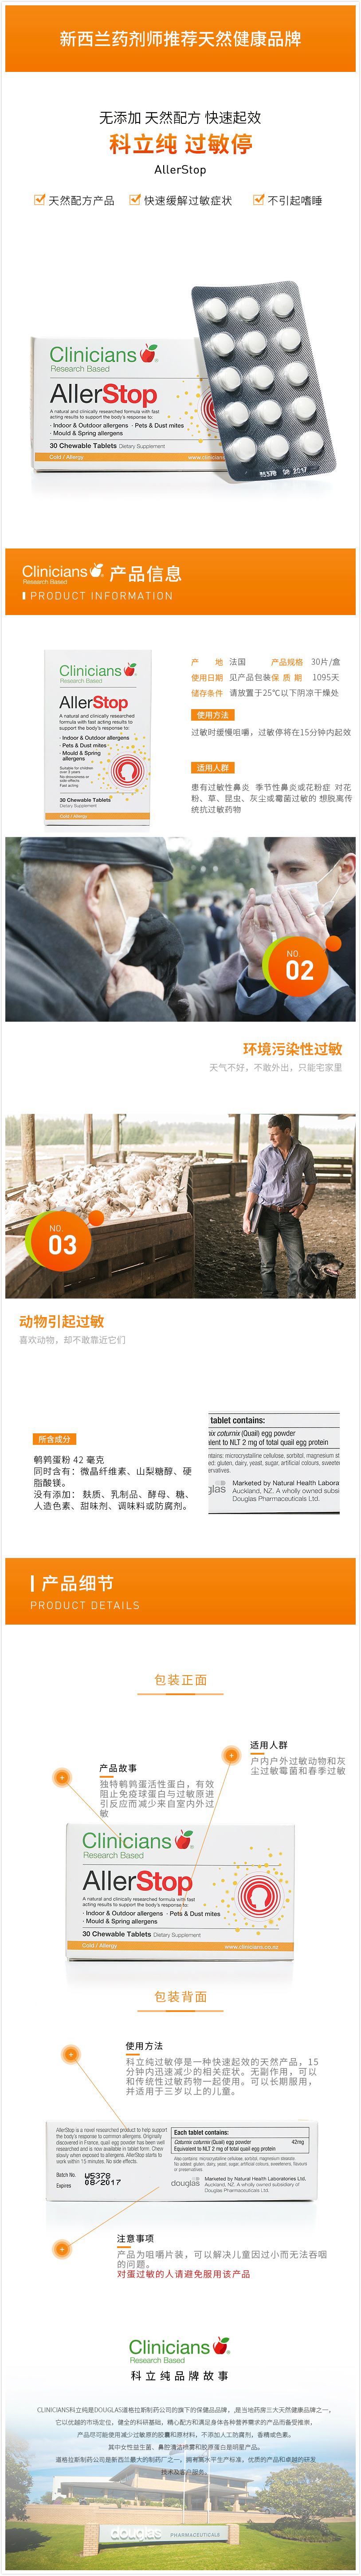 新西兰药剂师推荐天然健康品牌
无添加 天然配方 快速起效
科立纯 过敏停
AllerStop
天然配方产品 快速缓解过敏症状 不引起嗜睡
Clinicians
Research Based
AllerStop
A natural and clinically researched formula with fast
acting results to support the body's response to:
· Indoor & Outdoor allergens · Pets & Dust mites
· Mould & Spring allergens
30 Chewable Tablets Dietary Supplement
Cold / Allergy www.clinicians
U5378 08 2017
Clinicians 产品信息
Research Based
PRODUCT INFORMATION
产 地 法国 产品规格 30片/盒
使用日期 见产品包装 保 质 期 1095天
储存条件 请放置于25℃以下阴凉干燥处
使用方法
过敏时缓慢咀嚼，过敏停将在15分钟内起效
适用人群
患有过敏性鼻炎 季节性鼻炎或花粉症 对花
粉、草、昆虫、灰尘或霉菌过敏的 想脱离传
统抗过敏药物
Clinicians
Research Based
AllerStop
A natural and clinically researched
formula with fast acting results to
support the body's response to:
· Indoor & Outdoor allergens
· Pets & Dust mites
· Mould & Spring
allergens
Suitable for children
over 3 years
No drowsiness or
side effects
Fast acting
30 Chewable Tablets
Dietary Supplement
Cold / Allergy
NO.
02
环境污染性过敏
天气不好，不敢外出，只能宅家里
NO.
03
动物引起过敏
喜欢动物，却不敢靠近它们
所含成分
鹌鹑蛋粉 42 毫克
同时含有：微晶纤维素、山梨糖醇、硬
脂酸镁。
没有添加： 麸质、乳制品、酵母、糖、
人造色素、甜味剂、调味料或防腐剂。
tablet contains:
nix coturnix (Quail) egg powder
alent to NLT 2 mg of total quail egg protein
ntains: microcrystalline cellulose, sorbitol, magnesium st
ed: gluten, dairy, yeast, sugar, artificial colours, sweete
ervatives.
glas Marketed by Natural Health Labora
Auckland, NZ. A wholly owned subsi
Douglas Pharmaceuticals Ltd.
产品细节
PRODUCT DETAILS
包装正面
适用人群
户内户外过敏动物和灰
尘过敏霉菌和春季过敏
产品故事
独特鹌鹑蛋活性蛋白，有效
阻止免疫球蛋白与过敏原进
引反应而减少来自室内外过
敏
Clinicians
Research Based
AllerStop
A natural and clinically researched formula with fast
acting results to support the body's response to:
· Indoor & Outdoor allergens · Pets & Dust mites
· Mould & Spring allergens
30 Chewable Tablets Dietary Supplement
Cold / Allergy www.clinicians.co.nz
包装背面
使用方法
科立纯过敏停是一种快速起效的天然产品，15
分钟内迅速减少的相关症状。无副作用，可以
和传统性过敏药物一起使用。可以长期服用，
并适用于三岁以上的儿童。
AllerStop is a novel researched product to help support
the body's response to common allergens. Originally
discovered in France, quail egg powder has been well
researched and is now available in tablet form. Chew
slowly when exposed to allergens. AllerStop starts to
work within 15 minutes. No side effects.
Batch No. U5378
Expires 08/2017
Each tablet contains:
Coturnix coturnix (Quail) egg powder 42mg
Equivalent to NLT 2 mg of total quail egg protein
Also contains: microcrystalline cellulose, sorbitol, magnesium stearate
No added: gluten, dairy, yeast, sugar, artificial colours, sweeteners, flavours
or preservatives.
douglas Marketed by Natural Health Laboratories Ltd.
Auckland, NZ. A wholly owned subsidiary of
Douglas Pharmaceuticals Ltd.
注意事项
产品为咀嚼片装，可以解决儿童因过小而无法吞咽
的问题。
对蛋过敏的人请避免服用该产品
Clinicians
Research Based
科立纯品牌故事
CLINICIANS科立纯是DOUGLAS道格拉斯制药公司的旗下的保健品品牌，,是当地药房三大天然健康品牌之一，
它以优越的市场定位，健全的科研基础，精心配方和满足身体各种营养需求的产品而备受推崇，
产品尽可能使用减少过敏原的胶囊和原材料，不添加人工防腐剂，香精或色素。
其中女性益生菌、鼻腔清洁喷雾和胶原蛋白是明星产品。
道格拉斯制药公司是新西兰最大的制药厂之一，拥有高水平生产标准，优质的产品和卓越的研发
技术及客户服务。
douglas PHARMACEUTICALS